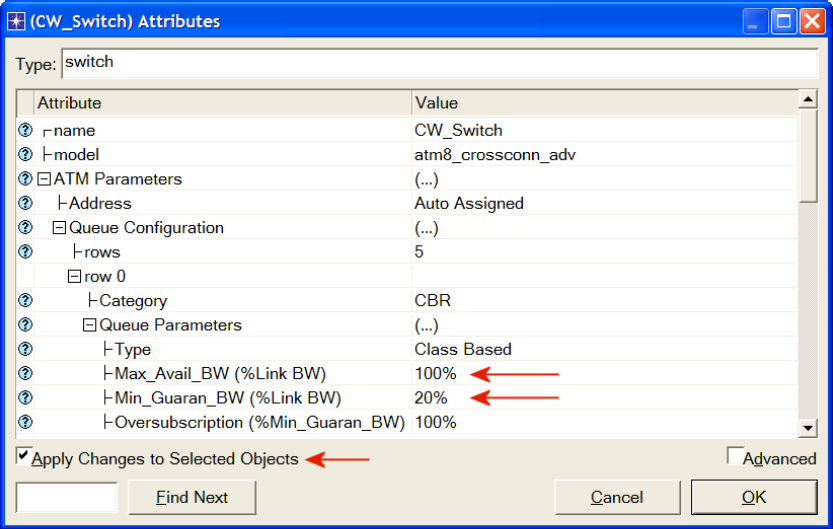 (CW_Switch) Attributes
Type: switch
Attribute Value
name CW_Switch
model atm8_crossconn_adv
ATM Parameters (...)
Address Auto Assigned
Queue Configuration (...)
rows 5
row 0
Category CBR
Queue Parameters (...)
Type Class Based
Max_Avail_BW (%Link BW) 100%
Min_Guaran_BW (%Link BW) 20%
Oversubscription (%Min_Guaran_BW) 100%
Apply Changes to Selected Objects Advanced
Find Next Cancel OK